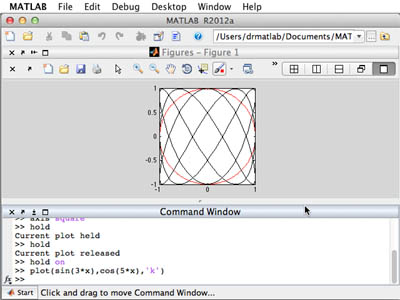 MATLAB File Edit Debug Desktop Window Help
MATLAB R2012a
/Users/drmatlab/Documents/MAT
Figures - Figure 1
1
0.5
0
-0.5
-1
-1 0 1
Command Window
>> axis square
>> hold
Current plot held
>> hold
Current plot released
>> hold on
>> plot(sin(3*x),cos(5*x),'k')
fx >>
Start Click and drag to move Command Window...